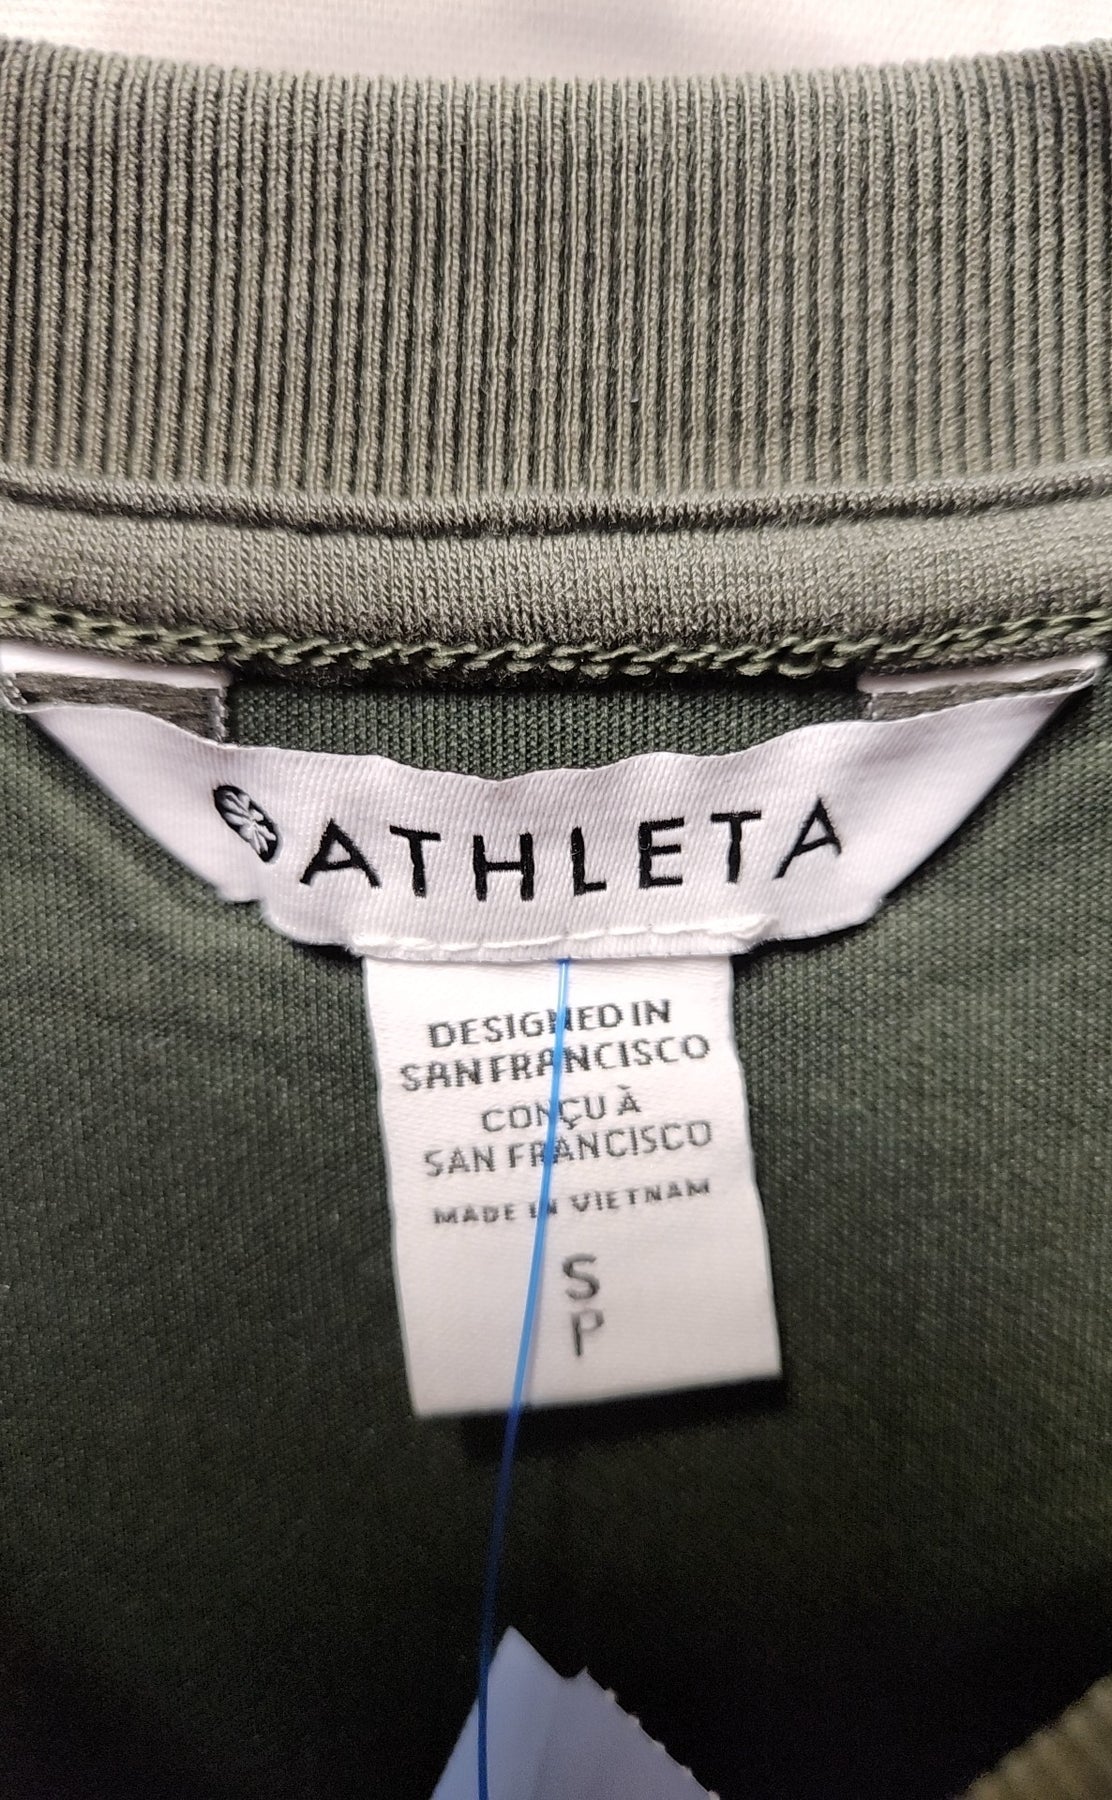 ATHLETA
DESIGNED IN
SAN FRANCISCO
CONÇU À
SAN FRANCISCO
MADE IN VIETNAM
S
P